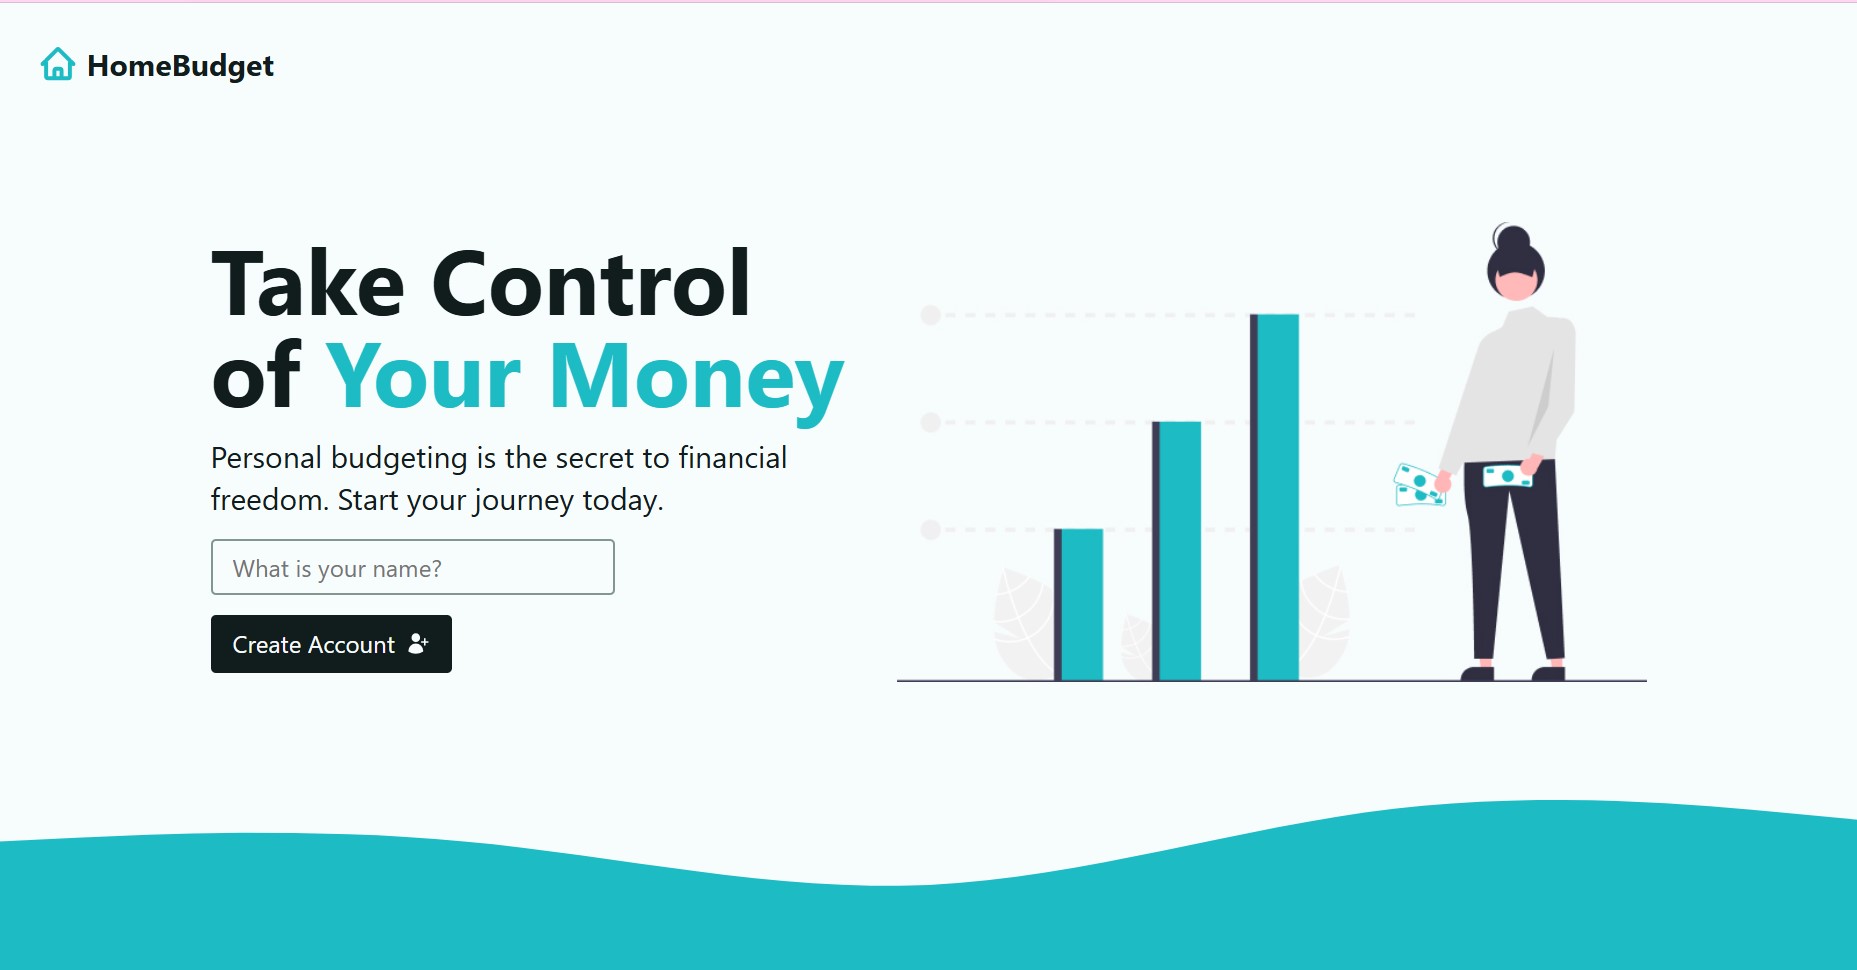 HomeBudget
Take Control
of Your Money
Personal budgeting is the secret to financial
freedom. Start your journey today.
What is your name?
Create Account